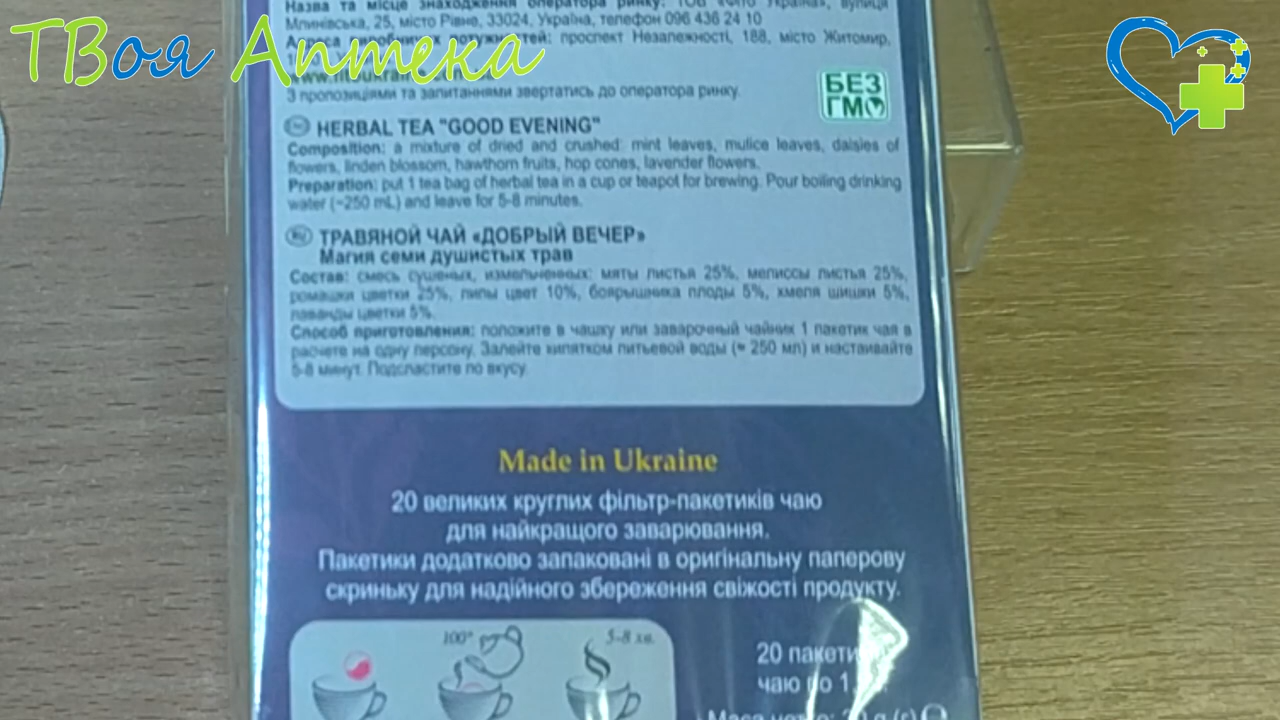 ТВоя Аптека
Назва та місце знаходження оператора ринку: ТОВ «Фіто Україна», вулиця
Млинівська, 25, місто Рівне, 33024, Україна, телефон 096 436 24 10
Адреса виробничих потужностей: проспект Незалежності, 188, місто Житомир,
З пропозиціями та запитаннями звертатись до оператора ринку.
БЕЗ
ГМО
HERBAL TEA "GOOD EVENING"
Composition: a mixture of dried and crushed: mint leaves, mulice leaves, daisies of
flowers, linden blossom, hawthorn fruits, hop cones, lavender flowers.
Preparation: put 1 tea bag of herbal tea in a cup or teapot for brewing. Pour boiling drinking
water (~250 mL) and leave for 5-8 minutes.
ТРАВЯНОЙ ЧАЙ «ДОБРЫЙ ВЕЧЕР»
Магия семи душистых трав
Состав: смесь сушеных, измельченных: мяты листья 25%, мелиссы листья 25%,
ромашки цветки 25%, липы цвет 10%, боярышника плоды 5%, хмеля шишки 5%,
лаванды цветки 5%.
Способ приготовления: положите в чашку или заварочный чайник 1 пакетик чая в
расчете на одну персону. Залейте кипятком питьевой воды (≈ 250 мл) и настаивайте
5-8 минут. Подсластите по вкусу.
Made in Ukraine
20 великих круглих фільтр-пакетиків чаю
для найкращого заварювання.
Пакетики додатково запаковані в оригінальну паперову
скриньку для надійного збереження свіжості продукту.
100°
5-8 хв.
20 пакети
чаю по 1,